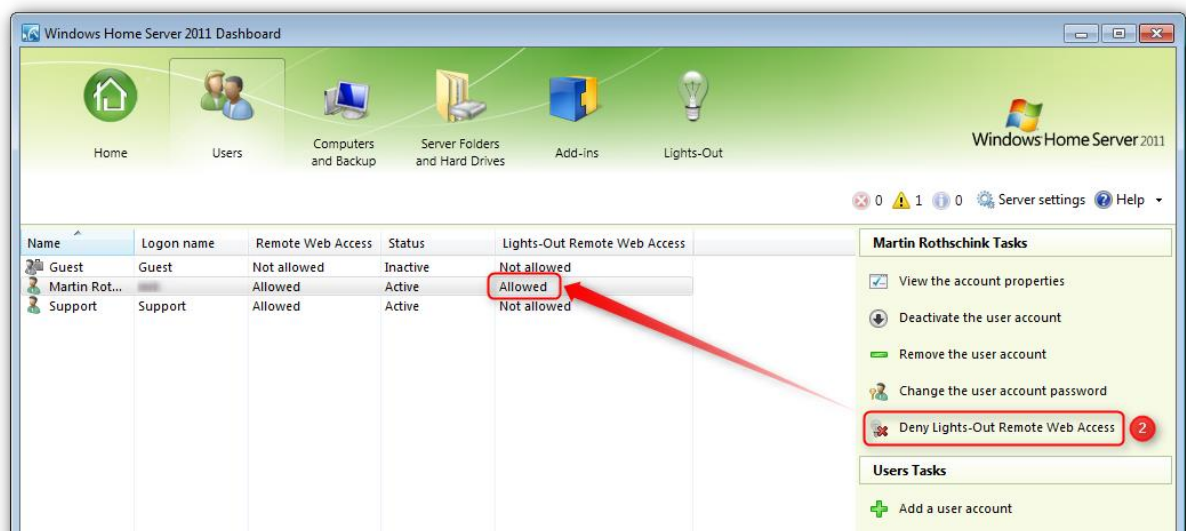 Windows Home Server 2011 Dashboard
Home
Users
Computers
and Backup
Server Folders
and Hard Drives
Add-ins
Lights-Out
Windows Home Server 2011
0 1 0 Server settings Help
Name Logon name Remote Web Access Status Lights-Out Remote Web Access
Guest Guest Not allowed Inactive Not allowed
Martin Rot... Allowed Active Allowed
Support Support Allowed Active Not allowed
Martin Rothschink Tasks
View the account properties
Deactivate the user account
Remove the user account
Change the user account password
Deny Lights-Out Remote Web Access 2
Users Tasks
Add a user account